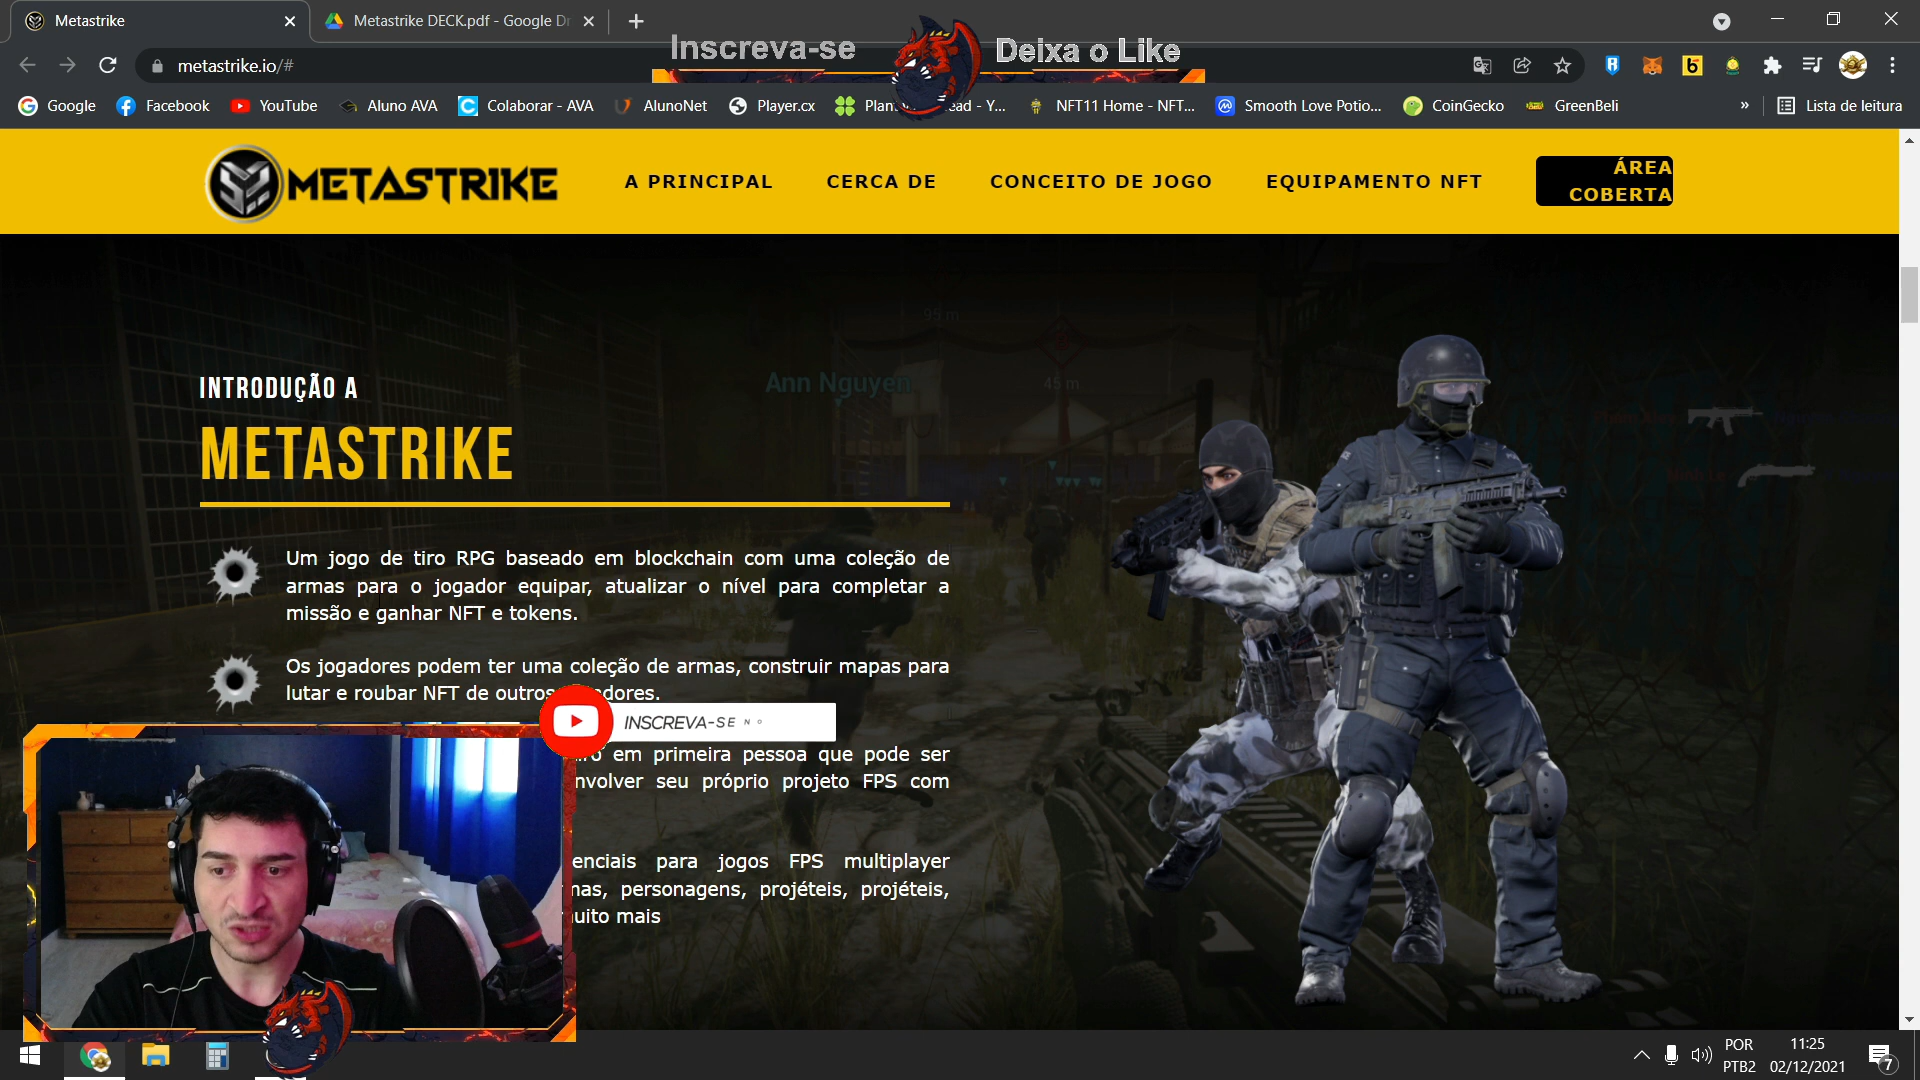 Metastrike
Metastrike DECK.pdf - Google Dr
Inscreva-se
Deixa o Like
metastrike.io/#
Google
Facebook
YouTube
Aluno AVA
Colaborar - AVA
AlunoNet
Player.cx
NFT11 Home - NFT...
Smooth Love Potio...
CoinGecko
GreenBeli
»
Lista de leitura
METASTRIKE
A PRINCIPAL
CERCA DE
CONCEITO DE JOGO
EQUIPAMENTO NFT
ÁREA
COBERTA
95 m
Ann Nguyen
45 m
INTRODUÇÃO A
METASTRIKE
Um jogo de tiro RPG baseado em blockchain com uma coleção de
armas para o jogador equipar, atualizar o nível para completar a
missão e ganhar NFT e tokens.
Os jogadores podem ter uma coleção de armas, construir mapas para
lutar e roubar NFT de outros adores.
INSCREVA-SE NO
em primeira pessoa que pode ser
nvolver seu próprio projeto FPS com
enciais para jogos FPS multiplayer
mas, personagens, projéteis, projéteis,
uito mais
POR
PTB2
11:25
02/12/2021
7